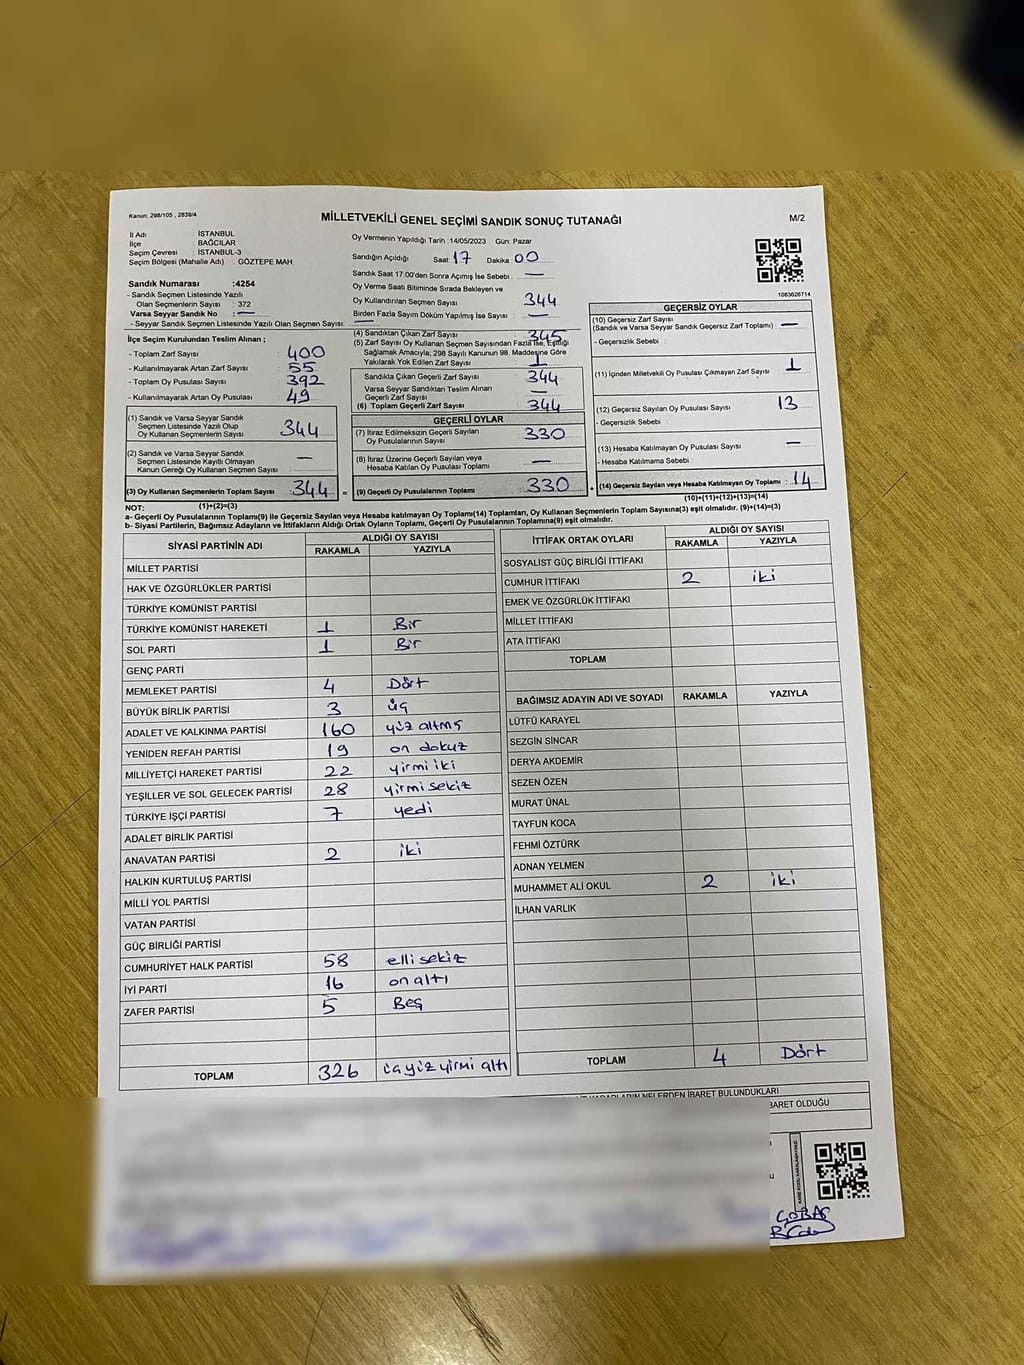 Kanun: 298/105 , 2839/4
MİLLETVEKİLİ GENEL SEÇİMİ SANDIK SONUÇ TUTANAĞI
M/2
İl Adı : İSTANBUL
İlçe : BAĞCILAR
Seçim Çevresi : İSTANBUL-3
Seçim Bölgesi (Mahalle Adı) : GÖZTEPE MAH.
Sandık Numarası :4254
- Sandık Seçmen Listesinde Yazılı
Olan Seçmenlerin Sayısı : 372
Varsa Seyyar Sandık No : —
- Seyyar Sandık Seçmen Listesinde Yazılı Olan Seçmen Sayısı: —
İlçe Seçim Kurulundan Teslim Alınan ;
- Toplam Zarf Sayısı : 400
- Kullanılmayarak Artan Zarf Sayısı : 55
- Toplam Oy Pusulası Sayısı : 392
- Kullanılmayarak Artan Oy Pusulası : 49
(1) Sandık ve Varsa Seyyar Sandık
Seçmen Listesinde Yazılı Olup
Oy Kullanan Seçmenlerin Sayısı : 344
(2) Sandık ve Varsa Seyyar Sandık
Seçmen Listesinde Kayıtlı Olmayan
Kanun Gereği Oy Kullanan Seçmen Sayısı : —
(3) Oy Kullanan Seçmenlerin Toplam Sayısı : 344
(1)+(2)=(3)
Oy Vermenin Yapıldığı Tarih :14/05/2023 Gün: Pazar
Sandığın Açıldığı Saat 17 Dakika 00
Sandık Saat 17:00'den Sonra Açımış İse Sebebi : —
Oy Verme Saati Bitiminde Sırada Bekleyen ve
Oy Kullandırılan Seçmen Sayısı : 344
Birden Fazla Sayım Döküm Yapılmış İse Sayısı : —
(4) Sandıktan Çıkan Zarf Sayısı : 345
(5) Zarf Sayısı Oy Kullanan Seçmen Sayısından Fazla İse, Eşitliği
Sağlamak Amacıyla, 298 Sayılı Kanunun 98. Maddesine Göre
Yakılarak Yok Edilen Zarf Sayısı : 1
Sandıkta Çıkan Geçerli Zarf Sayısı : 344
Varsa Seyyar Sandıktan Teslim Alınan
Geçerli Zarf Sayısı : —
(6) Toplam Geçerli Zarf Sayısı : 344
GEÇERLİ OYLAR
(7) İtiraz Edilmeksizin Geçerli Sayılan
Oy Pusulalarının Sayısı : 330
(8) İtiraz Üzerine Geçerli Sayılan veya
Hesaba Katılan Oy Pusulası Toplamı : —
= (9) Geçerli Oy Pusulalarının Toplamı : 330
1083626714
GEÇERSİZ OYLAR
(10) Geçersiz Zarf Sayısı
(Sandık ve Varsa Seyyar Sandık Geçersiz Zarf Toplamı) : —
- Geçersizlik Sebebi :
(11) İçinden Milletvekili Oy Pusulası Çıkmayan Zarf Sayısı : 1
(12) Geçersiz Sayılan Oy Pusulası Sayısı : 13
- Geçersizlik Sebebi :
(13) Hesaba Katılmayan Oy Pusulası Sayısı : —
- Hesaba Katılmama Sebebi :
+ (14) Geçersiz Sayılan veya Hesaba Katılmayan Oy Toplamı : 14
(10)+(11)+(12)+(13)=(14)
NOT:
a- Geçerli Oy Pusulalarının Toplamı(9) ile Geçersiz Sayılan veya Hesaba Katılmayan Oy Toplamı(14) Toplamları, Oy Kullanan Seçmenlerin Toplam Sayısına(3) eşit olmalıdır. (9)+(14)=(3)
b- Siyasi Partilerin, Bağımsız Adayların ve İttifakların Aldığı Ortak Oyların Toplamı, Geçerli Oy Pusulalarının Toplamına(9) eşit olmalıdır.
SİYASİ PARTİNİN ADI ALDIĞI OY SAYISI
RAKAMLA YAZIYLA
MİLLET PARTİSİ
HAK VE ÖZGÜRLÜKLER PARTİSİ
TÜRKİYE KOMÜNİST PARTİSİ
TÜRKİYE KOMÜNİST HAREKETİ 1 Bir
SOL PARTİ 1 Bir
GENÇ PARTİ
MEMLEKET PARTİSİ 4 Dört
BÜYÜK BİRLİK PARTİSİ 3 üç
ADALET VE KALKINMA PARTİSİ 160 yüz altmış
YENİDEN REFAH PARTİSİ 19 on dokuz
MİLLİYETÇİ HAREKET PARTİSİ 22 yirmi iki
YEŞİLLER VE SOL GELECEK PARTİSİ 28 yirmi sekiz
TÜRKİYE İŞÇİ PARTİSİ 7 yedi
ADALET BİRLİK PARTİSİ
ANAVATAN PARTİSİ 2 iki
HALKIN KURTULUŞ PARTİSİ
MİLLİ YOL PARTİSİ
VATAN PARTİSİ
GÜÇ BİRLİĞİ PARTİSİ
CUMHURİYET HALK PARTİSİ 58 elli sekiz
İYİ PARTİ 16 on altı
ZAFER PARTİSİ 5 Beş
TOPLAM 326 üçyüz yirmi altı
İTTİFAK ORTAK OYLARI ALDIĞI OY SAYISI
RAKAMLA YAZIYLA
SOSYALİST GÜÇ BİRLİĞİ İTTİFAKI
CUMHUR İTTİFAKI 2 iki
EMEK VE ÖZGÜRLÜK İTTİFAKI
MİLLET İTTİFAKI
ATA İTTİFAKI
TOPLAM
BAĞIMSIZ ADAYIN ADI VE SOYADI RAKAMLA YAZIYLA
LÜTFÜ KARAYEL
SEZGİN SİNCAR
DERYA AKDEMİR
SEZEN ÖZEN
MURAT ÜNAL
TAYFUN KOCA
FEHMİ ÖZTÜRK
ADNAN YELMEN
MUHAMMET ALİ OKUL 2 iki
İLHAN VARLIK
TOPLAM 4 Dört
KARARLARIN NELERDEN İBARET BULUNDUKLARI
BARET OLDUĞU